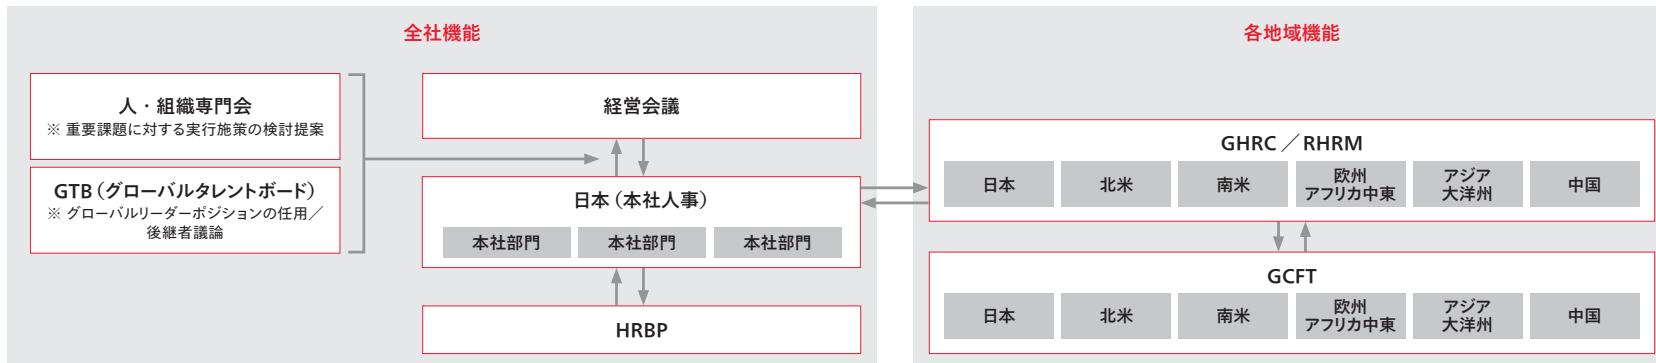 全社機能
人・組織専門会
※ 重要課題に対する実行施策の検討提案
GTB（グローバルタレントボード）
※ グローバルリーダーポジションの任用／
後継者議論
経営会議
日本（本社人事）
本社部門
本社部門
本社部門
HRBP
各地域機能
GHRC ／RHRM
日本
北米
南米
欧州
アフリカ中東
アジア
大洋州
中国
GCFT
日本
北米
南米
欧州
アフリカ中東
アジア
大洋州
中国